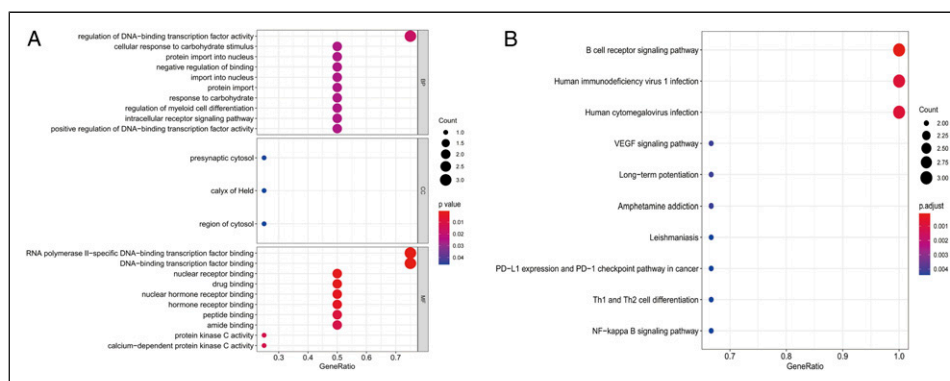 A
regulation of DNA-binding transcription factor activity
cellular response to carbohydrate stimulus
protein import into nucleus
negative regulation of binding
import into nucleus
protein import
response to carbohydrate
regulation of myeloid cell differentiation
intracellular receptor signaling pathway
positive regulation of DNA-binding transcription factor activity
BP
presynaptic cytosol
calyx of Held
region of cytosol
CC
RNA polymerase II-specific DNA-binding transcription factor binding
DNA-binding transcription factor binding
nuclear receptor binding
drug binding
nuclear hormone receptor binding
hormone receptor binding
peptide binding
amide binding
protein kinase C activity
calcium-dependent protein kinase C activity
MF
0.3 0.5 0.7
GeneRatio
Count
1.0
1.5
2.0
2.5
3.0
p value
0.01
0.02
0.03
0.04
B
B cell receptor signaling pathway
Human immunodeficiency virus 1 infection
Human cytomegalovirus infection
VEGF signaling pathway
Long-term potentiation
Amphetamine addiction
Leishmaniasis
PD-L1 expression and PD-1 checkpoint pathway in cancer
Th1 and Th2 cell differentiation
NF-kappa B signaling pathway
0.7 0.8 0.9 1.0
GeneRatio
Count
2.00
2.25
2.50
2.75
3.00
p.adjust
0.001
0.002
0.003
0.004